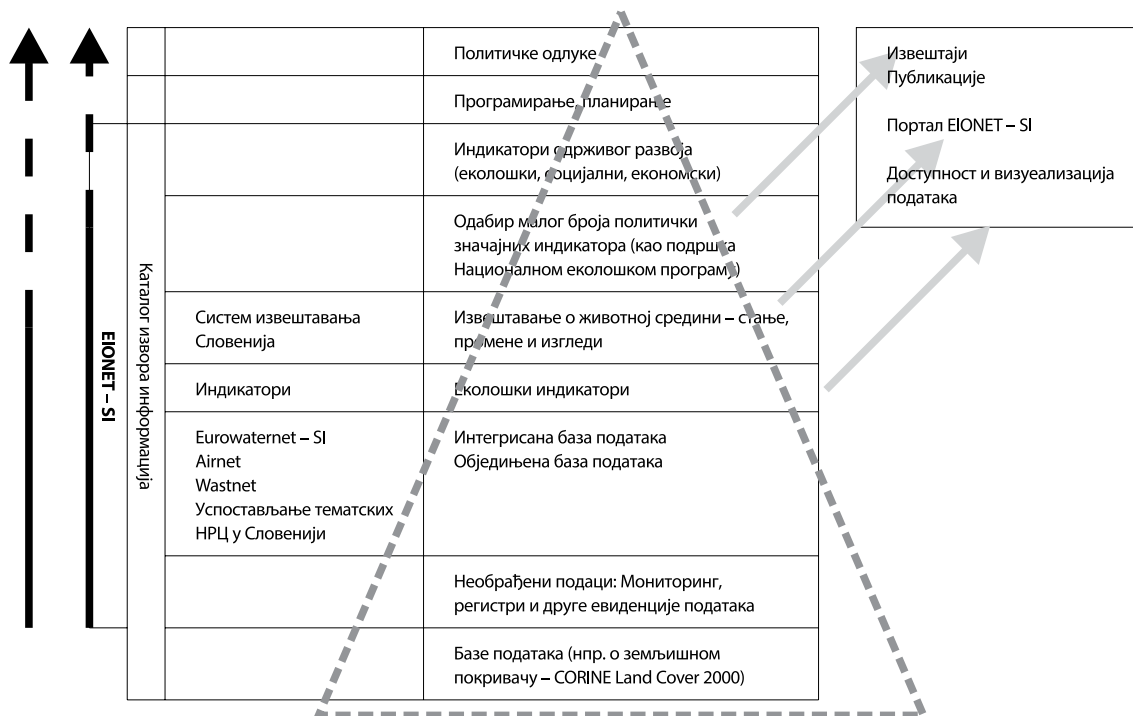 Политичке одлуке
Програмирање, планирање
Индикатори одрживог развоја
(еколошки, социјални, економски)
Одабир малог броја политички
значајних индикатора (као подршка
Националном еколошком програму)
Систем извештавања
Словенија
Извештавање о животној средини – стање,
промене и изгледи
Индикатори
Еколошки индикатори
Eurowaternet – SI
Airnet
Wastnet
Успостављање тематских
НРЦ у Словенији
Интегрисана база података
Обједињена база података
Необрађени подаци: Мониторинг,
регистри и друге евиденције података
Базе података (нпр. о земљишном
покривачу – CORINE Land Cover 2000)
EIONET – SI
Каталог извора информација
Извештаји
Публикације
Портал EIONET – SI
Доступност и визуеализација
података